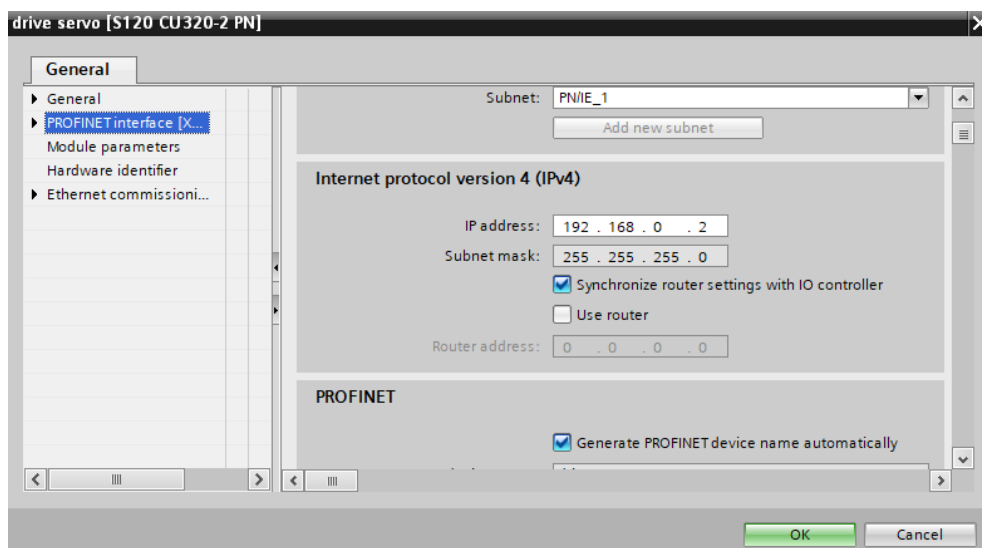 drive servo [S120 CU320-2 PN]
General
General
PROFINET interface [X...
Module parameters
Hardware identifier
Ethernet commissioni...
Subnet: PN/IE_1
Add new subnet
Internet protocol version 4 (IPv4)
IP address: 192 . 168 . 0 . 2
Subnet mask: 255 . 255 . 255 . 0
Synchronize router settings with IO controller
Use router
Router address: 0 . 0 . 0 . 0
PROFINET
Generate PROFINET device name automatically
OK Cancel